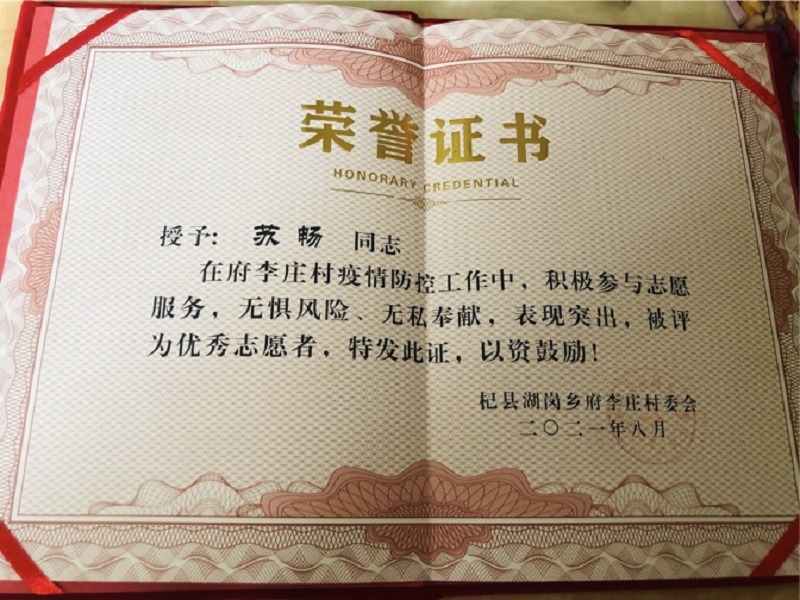 荣誉证书
HONORARY CREDENTIAL
授予：苏畅 同志
在府李庄村疫情防控工作中，积极参与志愿
服务，无惧风险、无私奉献，表现突出，被评
为优秀志愿者，特发此证，以资鼓励！
杞县湖岗乡府李庄村委会
二〇二一年八月